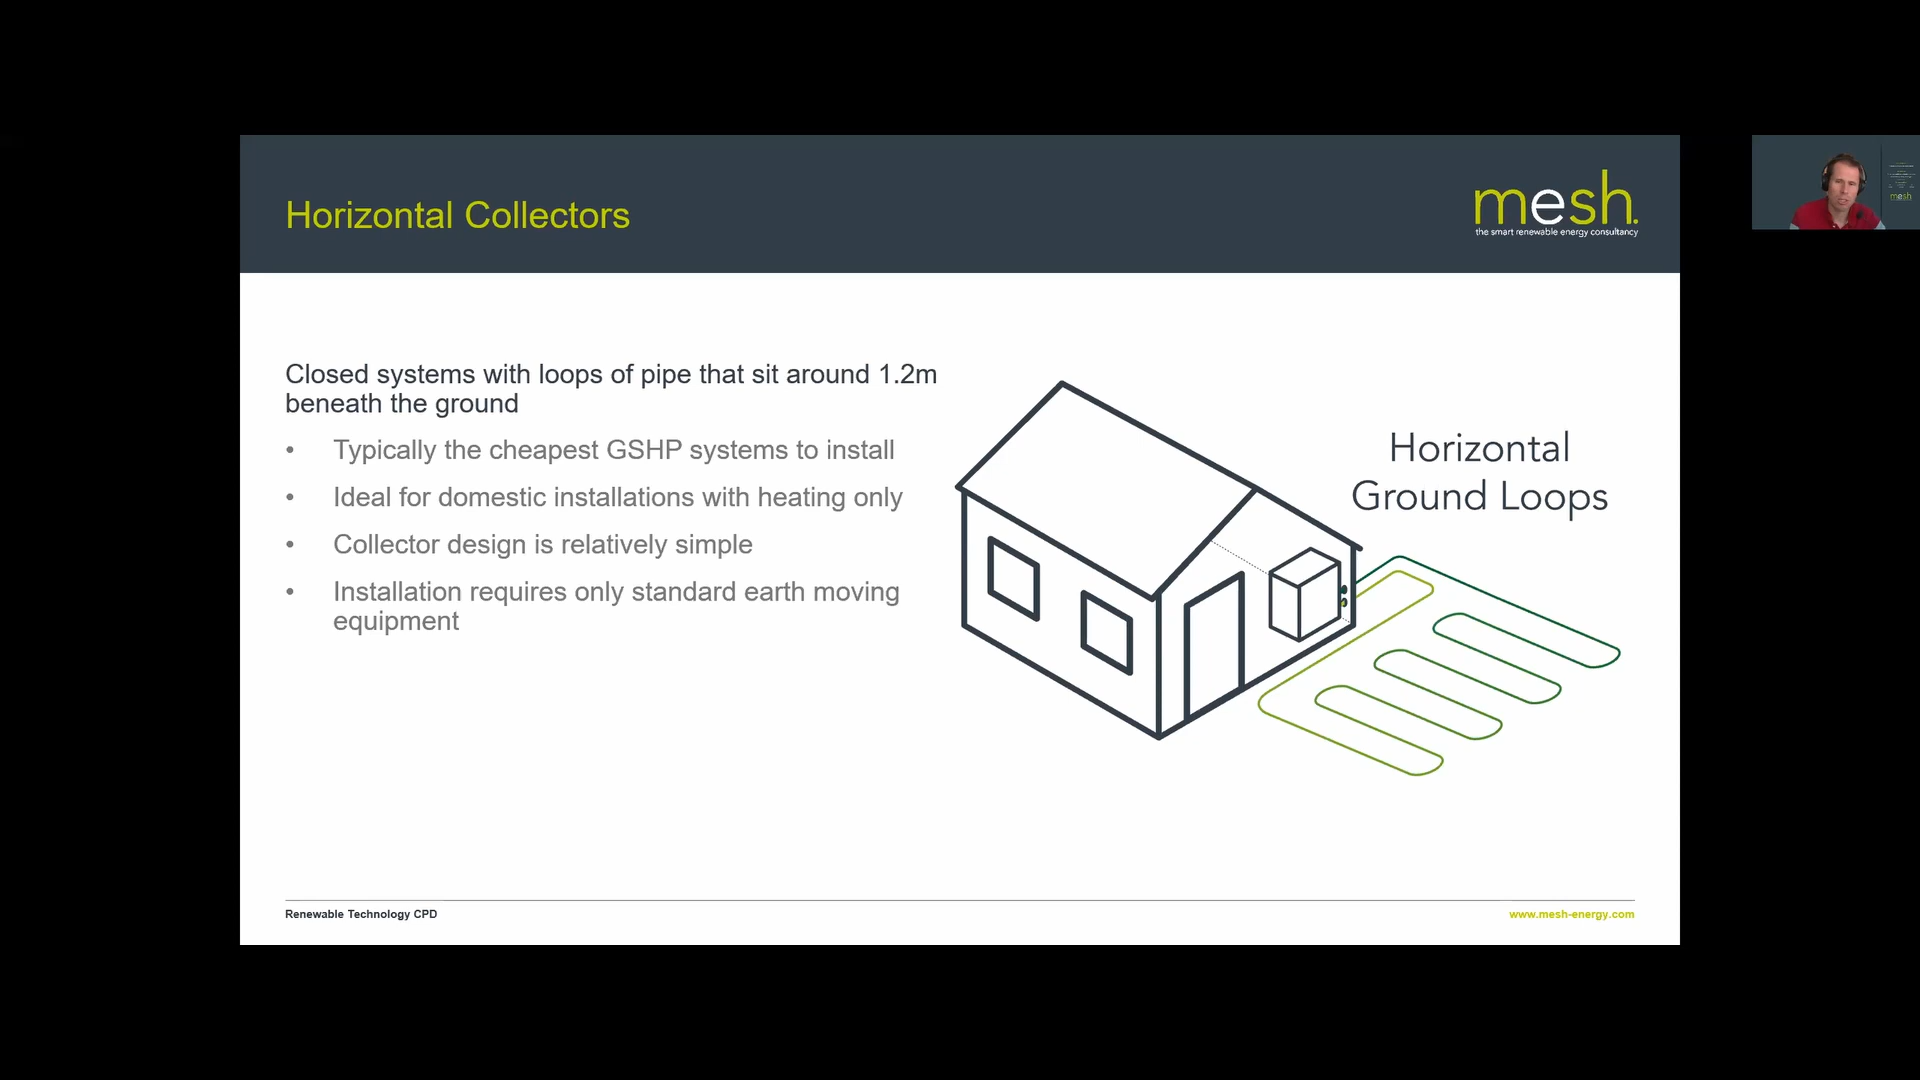 Horizontal Collectors
mesh.
the smart renewable energy consultancy
mesh
Closed systems with loops of pipe that sit around 1.2m
beneath the ground
• Typically the cheapest GSHP systems to install
• Ideal for domestic installations with heating only
• Collector design is relatively simple
• Installation requires only standard earth moving
equipment
Horizontal
Ground Loops
Renewable Technology CPD
www.mesh-energy.com